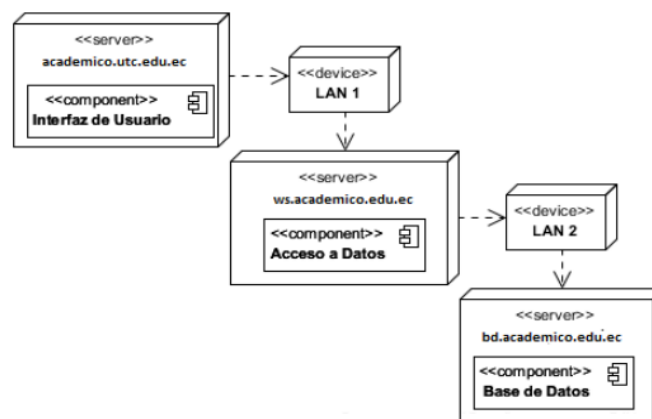 <<server>>
academico.utc.edu.ec
<<component>>
Interfaz de Usuario
<<device>>
LAN 1
<<server>>
ws.academico.edu.ec
<<component>>
Acceso a Datos
<<device>>
LAN 2
<<server>>
bd.academico.edu.ec
<<component>>
Base de Datos